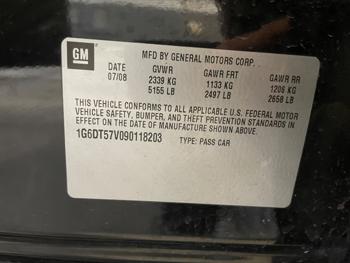 GM
MFD BY GENERAL MOTORS CORP.
DATE GVWR GAWR FRT GAWR RR
07/08 2339 KG 1133 KG 1206 KG
5155 LB 2497 LB 2658 LB
THIS VEHICLE CONFORMS TO ALL APPLICABLE U.S. FEDERAL MOTOR
VEHICLE SAFETY, BUMPER, AND THEFT PREVENTION STANDARDS IN
EFFECT ON THE DATE OF MANUFACTURE SHOWN ABOVE.
1G6DT57V090118203 TYPE: PASS CAR